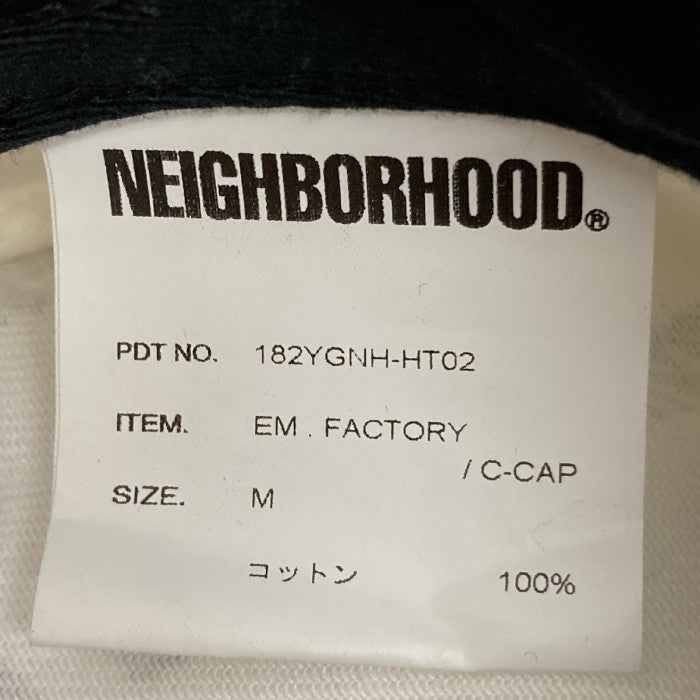 NEIGHBORHOOD®
PDT NO. 182YGNH-HT02
ITEM. EM . FACTORY
/ C-CAP
SIZE. M
コットン 100%